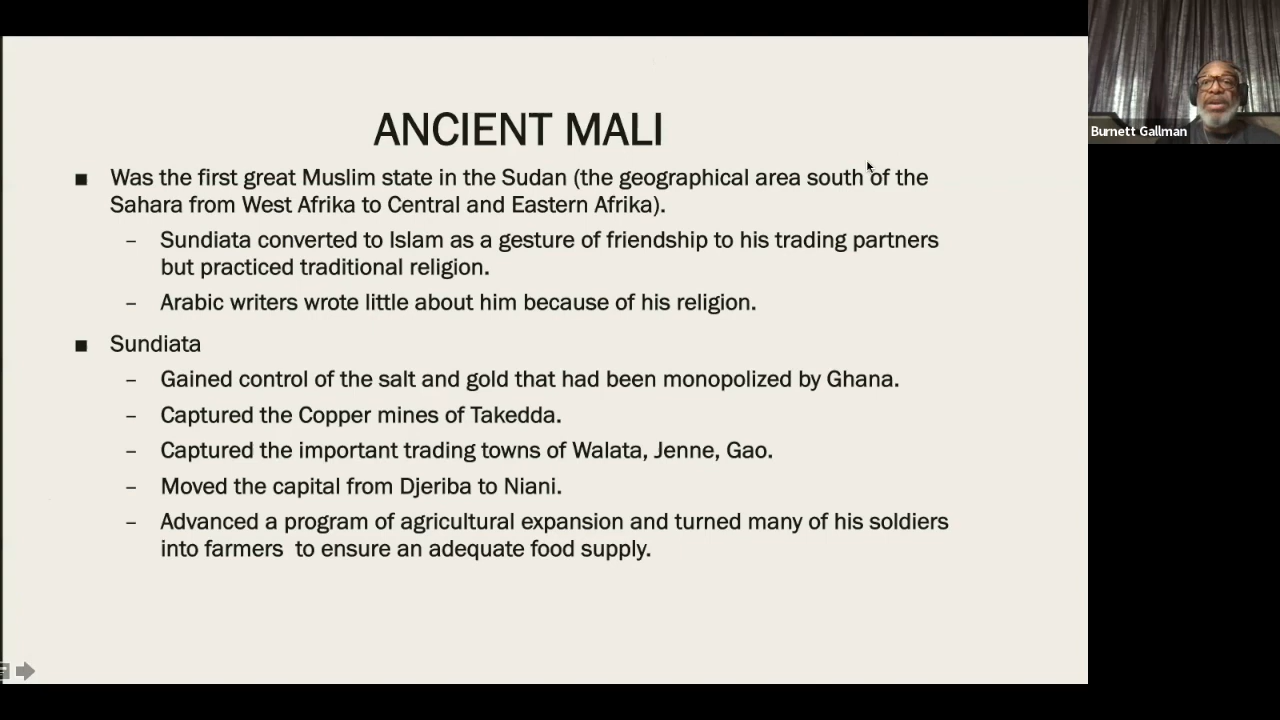 ANCIENT MALI
■ Was the first great Muslim state in the Sudan (the geographical area south of the
Sahara from West Afrika to Central and Eastern Afrika).
– Sundiata converted to Islam as a gesture of friendship to his trading partners
but practiced traditional religion.
– Arabic writers wrote little about him because of his religion.
■ Sundiata
– Gained control of the salt and gold that had been monopolized by Ghana.
– Captured the Copper mines of Takedda.
– Captured the important trading towns of Walata, Jenne, Gao.
– Moved the capital from Djeriba to Niani.
– Advanced a program of agricultural expansion and turned many of his soldiers
into farmers  to ensure an adequate food supply.
Burnett Gallman